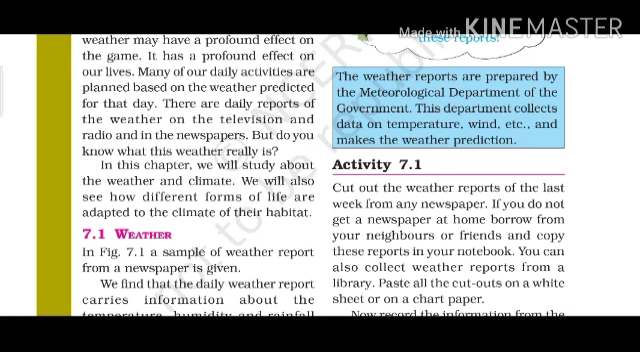 Made with KINEMASTER
these reports!
weather may have a profound effect on
the game. It has a profound effect on
our lives. Many of our daily activities are
planned based on the weather predicted
for that day. There are daily reports of
the weather on the television and
radio and in the newspapers. But do you
know what this weather really is?
In this chapter, we will study about
the weather and climate. We will also
see how different forms of life are
adapted to the climate of their habitat.
7.1 WEATHER
In Fig. 7.1 a sample of weather report
from a newspaper is given.
We find that the daily weather report
carries information about the
temperature, humidity and rainfall
The weather reports are prepared by
the Meteorological Department of the
Government. This department collects
data on temperature, wind, etc., and
makes the weather prediction.
Activity 7.1
Cut out the weather reports of the last
week from any newspaper. If you do not
get a newspaper at home borrow from
your neighbours or friends and copy
these reports in your notebook. You can
also collect weather reports from a
library. Paste all the cut-outs on a white
sheet or on a chart paper.
Now record the information from the